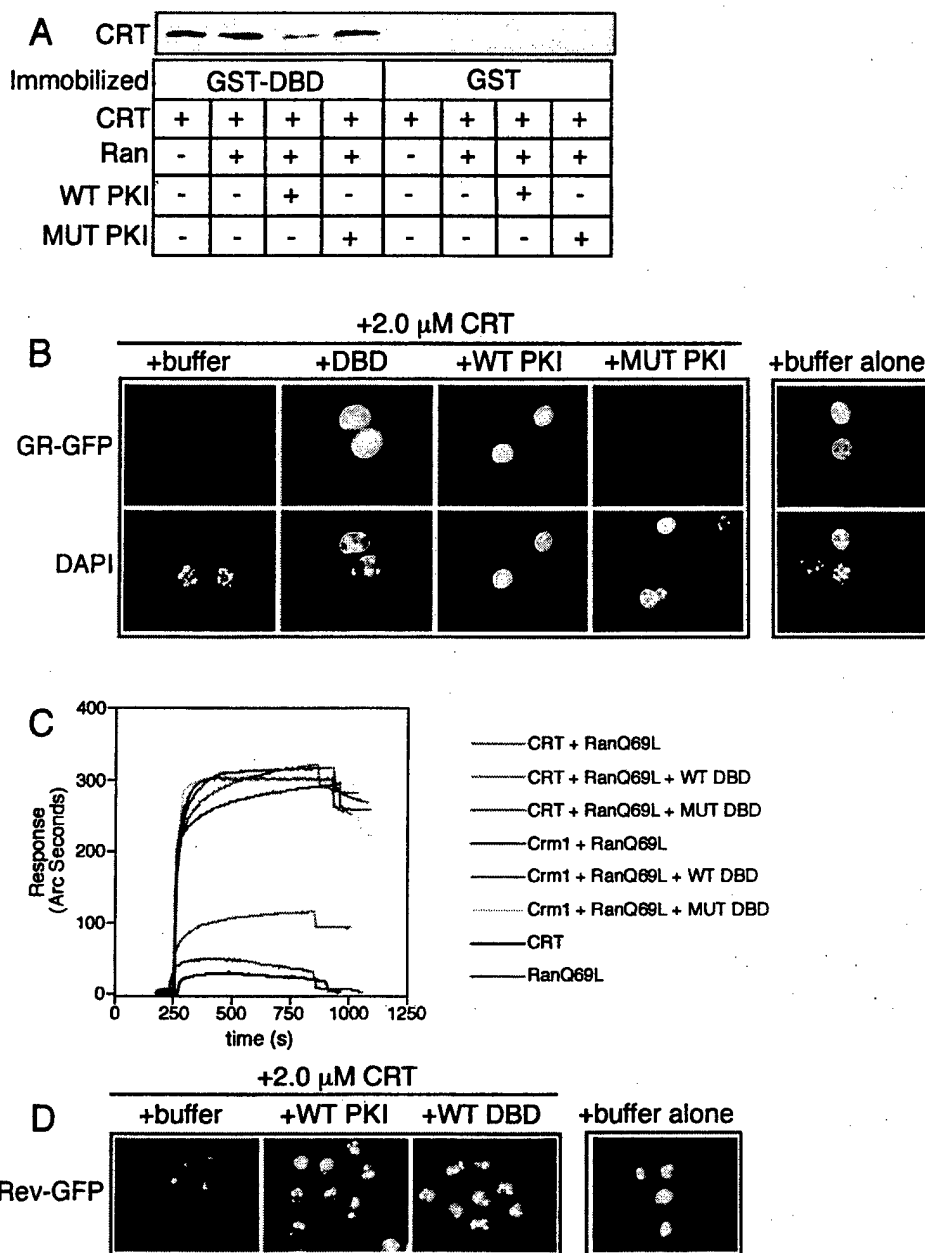 A
CRT
Immobilized GST-DBD GST
CRT + + + + + + + +
Ran - + + + - + + +
WT PKI - - + - - - + -
MUT PKI - - - + - - - +
+2.0 μM CRT
B
+buffer +DBD +WT PKI +MUT PKI +buffer alone
GR-GFP
DAPI
C
400
300
200
100
0
Response
(Arc Seconds)
0 250 500 750 1000 1250
time (s)
CRT + RanQ69L
CRT + RanQ69L + WT DBD
CRT + RanQ69L + MUT DBD
Crm1 + RanQ69L
Crm1 + RanQ69L + WT DBD
Crm1 + RanQ69L + MUT DBD
CRT
RanQ69L
+2.0 μM CRT
D
+buffer +WT PKI +WT DBD +buffer alone
Rev-GFP